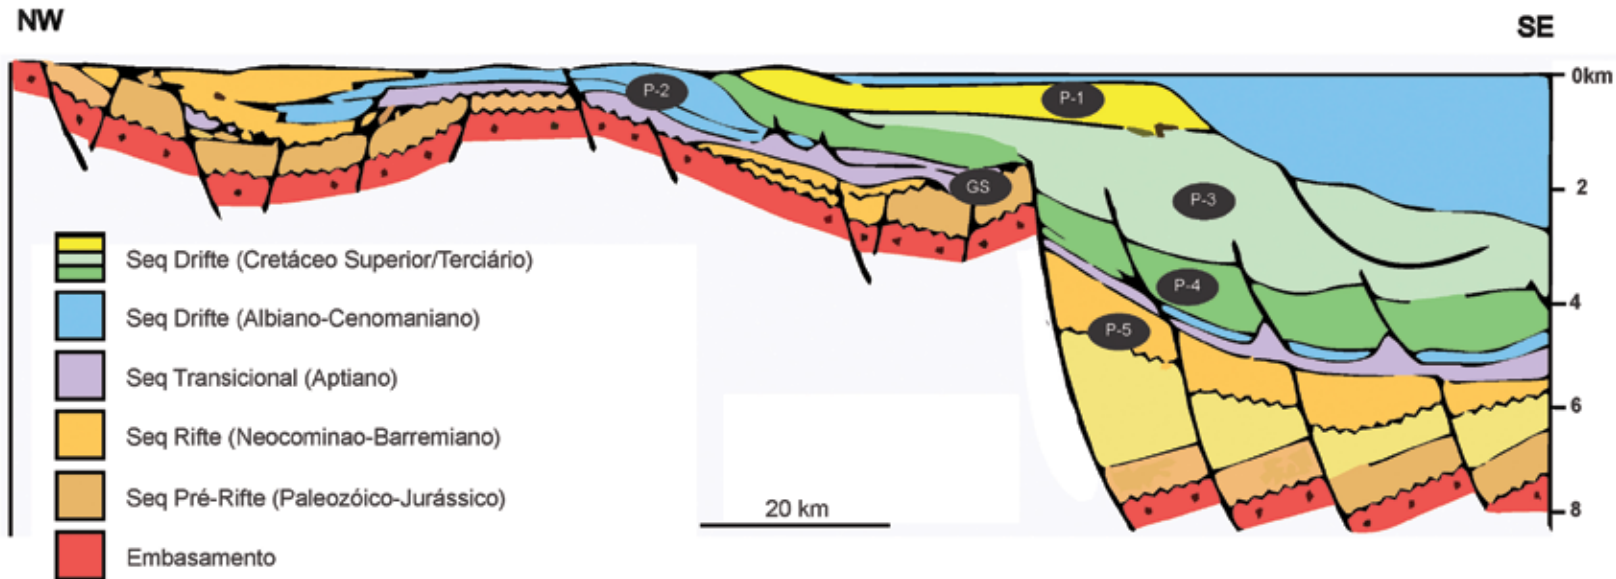 NW
SE
0km
P-2
P-1
GS
2
P-3
Seq Drifte (Cretáceo Superior/Terciário)
P-4
4
Seq Drifte (Albiano-Cenomaniano)
P-5
Seq Transicional (Aptiano)
6
Seq Rifte (Neocominao-Barremiano)
Seq Pré-Rifte (Paleozóico-Jurássico)
20 km
8
Embasamento